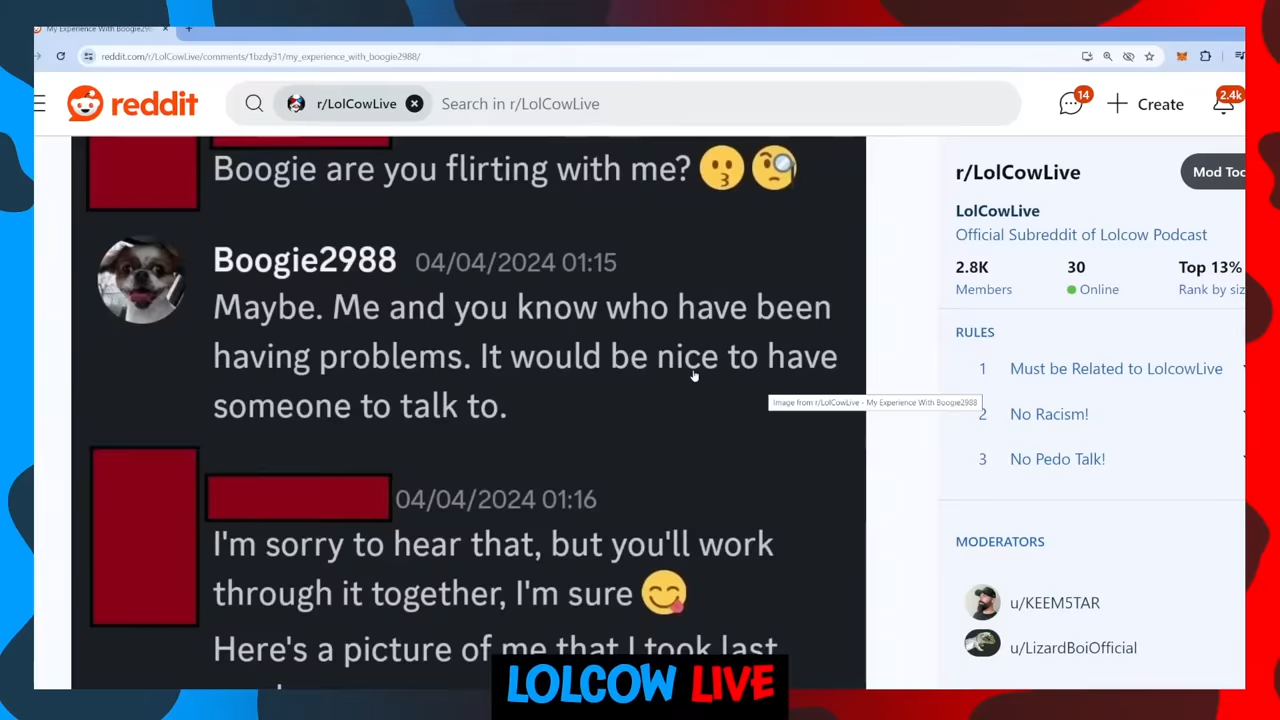 My Experience With Boogie298
reddit.com/r/LolCowLive/comments/1bzdy31/my_experience_with_boogie2988/
reddit
r/LolCowLive
Search in r/LolCowLive
14
Create
2.4k
Boogie are you flirting with me? 😗 🧐
Boogie2988 04/04/2024 01:15
Maybe. Me and you know who have been
having problems. It would be nice to have
someone to talk to.
Image from r/LolCowLive - My Experience With Boogie2988
04/04/2024 01:16
I'm sorry to hear that, but you'll work
through it together, I'm sure 😋
Here's a picture of me that I took last
r/LolCowLive
Mod Too
LolCowLive
Official Subreddit of Lolcow Podcast
2.8K 30 Top 13%
Members Online Rank by siz
RULES
1 Must be Related to LolcowLive
2 No Racism!
3 No Pedo Talk!
MODERATORS
u/KEEM5TAR
u/LizardBoiOfficial
LOLCOW LIVE